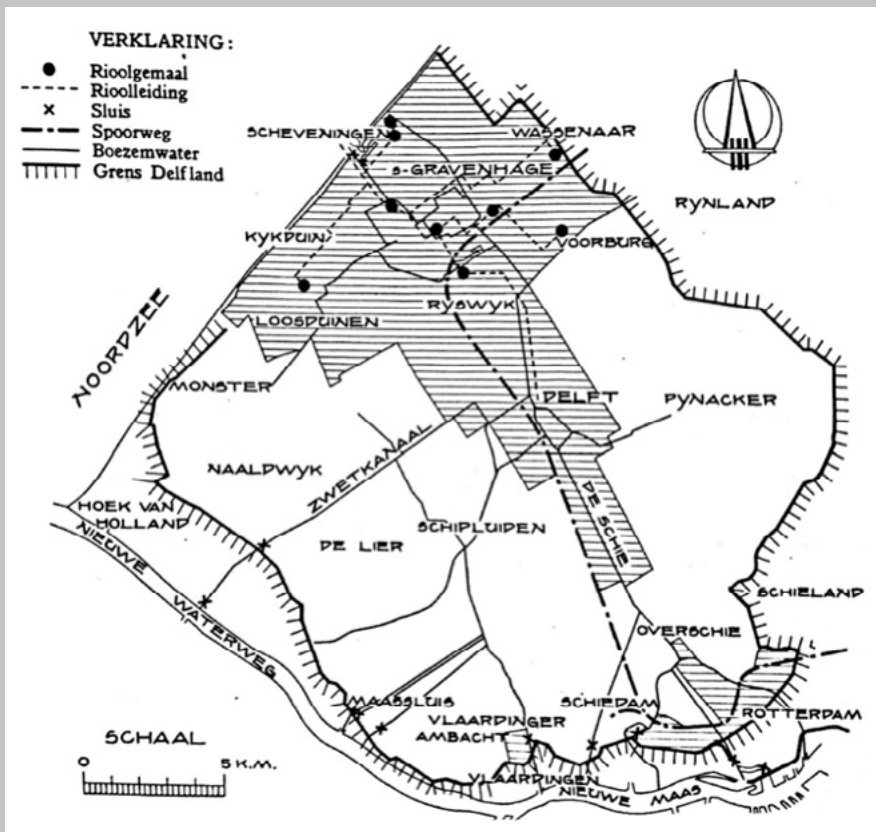 VERKLARING:
Rioolgemaal
Rioolleiding
Sluis
Spoorweg
Boezemwater
Grens Delfland
SCHEVENINGEN
WASSENAAR
S-GRAVENHAGE
RYNLAND
KYKDUIN
VOORBURG
RYSWYK
LOOSDUINEN
NOORDZEE
MONSTER
DELFT
PYNACKER
NAALDWYK
ZWETKANAAL
HOEK VAN
HOLLAND
DE LIER
SCHIPLUIDEN
DE SCHIE
NIEUWE
WATERWEG
SCHIELAND
OVERSCHIE
MAASSLUIS
SCHIEDAM
VLAARDINGER
AMBACHT
ROTTERDAM
SCHAAL
0 5 K.M.
VLAARDINGEN
NIEUWE MAAS